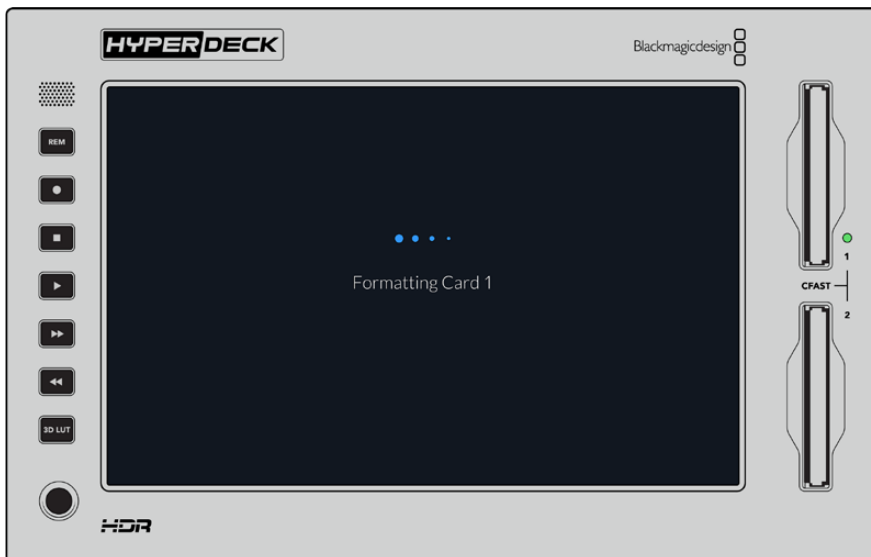 HYPERDECK
Blackmagicdesign
REM
1
CFAST
2
Formatting Card 1
3D LUT
HDR